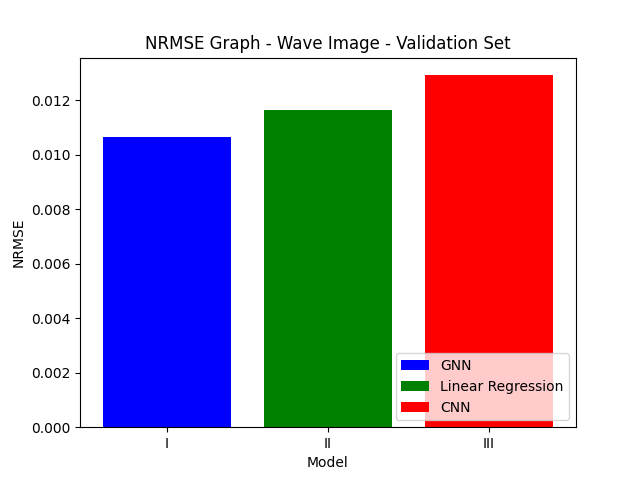 NRMSE Graph - Wave Image - Validation Set
NRMSE
0.012
0.010
0.008
0.006
0.004
0.002
0.000
GNN
Linear Regression
CNN
I
II
III
Model